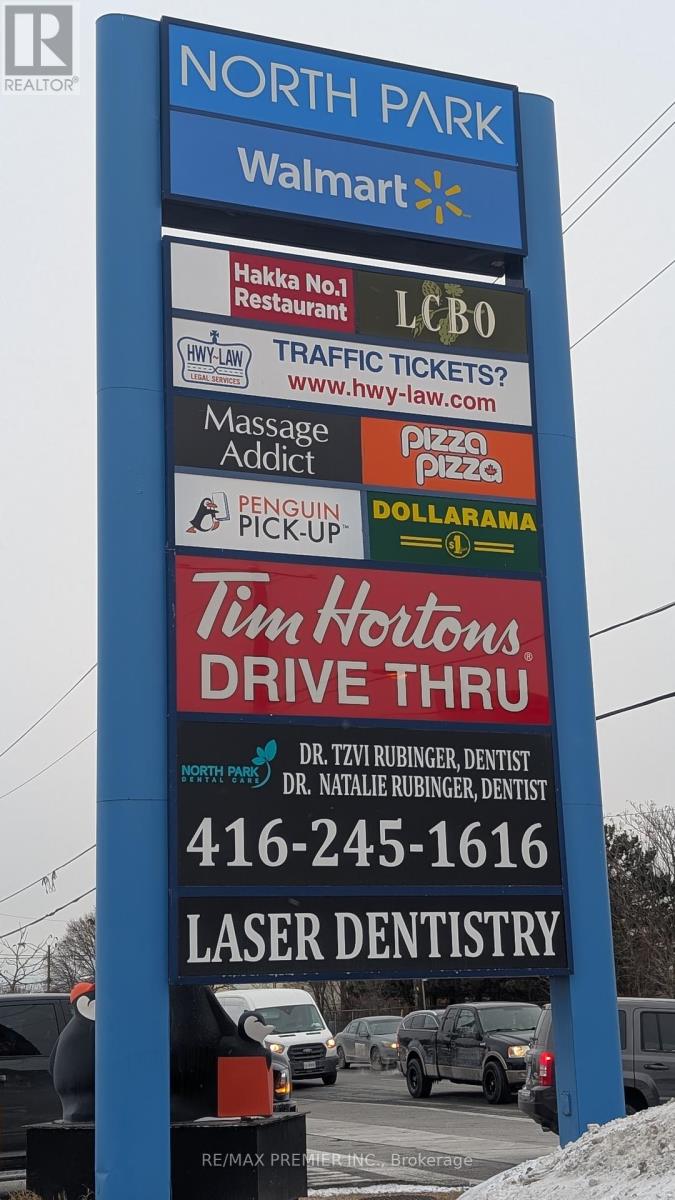 R
REALTOR®
NORTH PARK
Walmart
Hakka No.1
Restaurant
LCBO
HWY-LAW
LEGAL SERVICES
TRAFFIC TICKETS?
www.hwy-law.com
Massage
Addict
Pizza
Pizza
PENGUIN
PICK-UP™
DOLLARAMA
$1
Tim Hortons®
DRIVE THRU
NORTH PARK
DENTAL CARE
DR. TZVI RUBINGER, DENTIST
DR. NATALIE RUBINGER, DENTIST
416-245-1616
LASER DENTISTRY
RE/MAX PREMIER INC., Brokerage